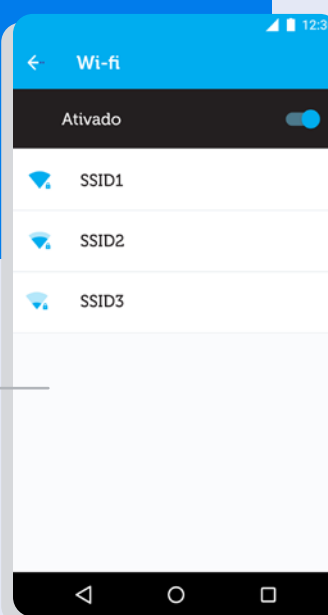 12:3
Wi-fi
Ativado
SSID1
SSID2
SSID3